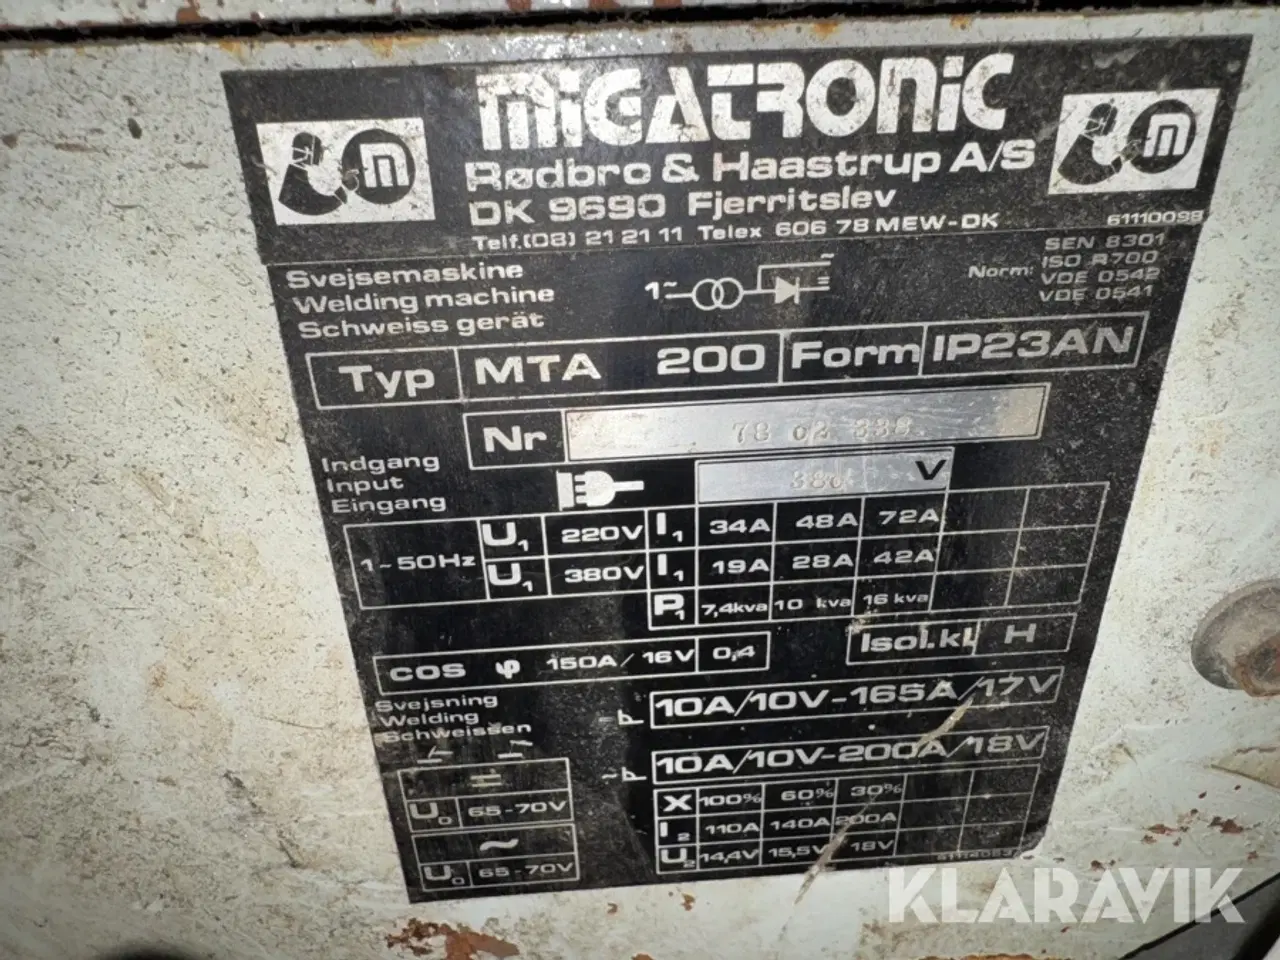 MIGATRONIC
Rødbro & Haastrup A/S
DK 9690 Fjerritslev
Telf.(08) 21 21 11 Telex 606 78 MEW-DK
61110098
Svejsemaskine
Welding machine
Schweiss gerät
1~
Norm: SEN 8301
ISO R700
VDE 0542
VDE 0541
Typ MTA 200 Form IP23AN
Nr 78 02 338
Indgang
Input
Eingang
380 V
1~50Hz U1 220V I1 34A 48A 72A
U1 380V I1 19A 28A 42A
P1 7,4kva 10 kva 16 kva
cos φ 150A/16V 0,4
Isol.kl. H
Svejsning
Welding
Schweissen
10A/10V-165A/17V
10A/10V-200A/18V
U0 65-70V
~
U0 65-70V
X 100% 60% 30%
I2 110A 140A 200A
U2 14,4V 15,5V 18V
KLARAVIK